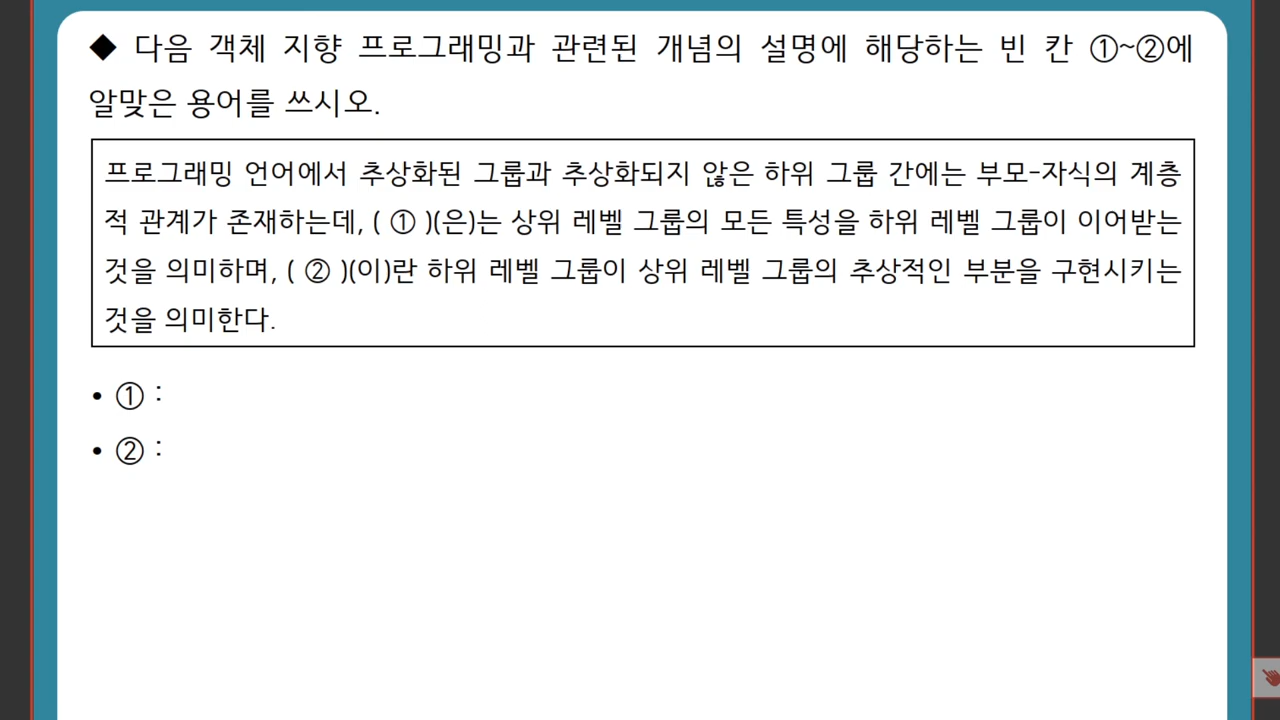 ◆ 다음 객체 지향 프로그래밍과 관련된 개념의 설명에 해당하는 빈 칸 ①~②에
알맞은 용어를 쓰시오.
프로그래밍 언어에서 추상화된 그룹과 추상화되지 않은 하위 그룹 간에는 부모-자식의 계층
적 관계가 존재하는데, ( ① )(은)는 상위 레벨 그룹의 모든 특성을 하위 레벨 그룹이 이어받는
것을 의미하며, ( ② )(이)란 하위 레벨 그룹이 상위 레벨 그룹의 추상적인 부분을 구현시키는
것을 의미한다.
• ① :
• ② :